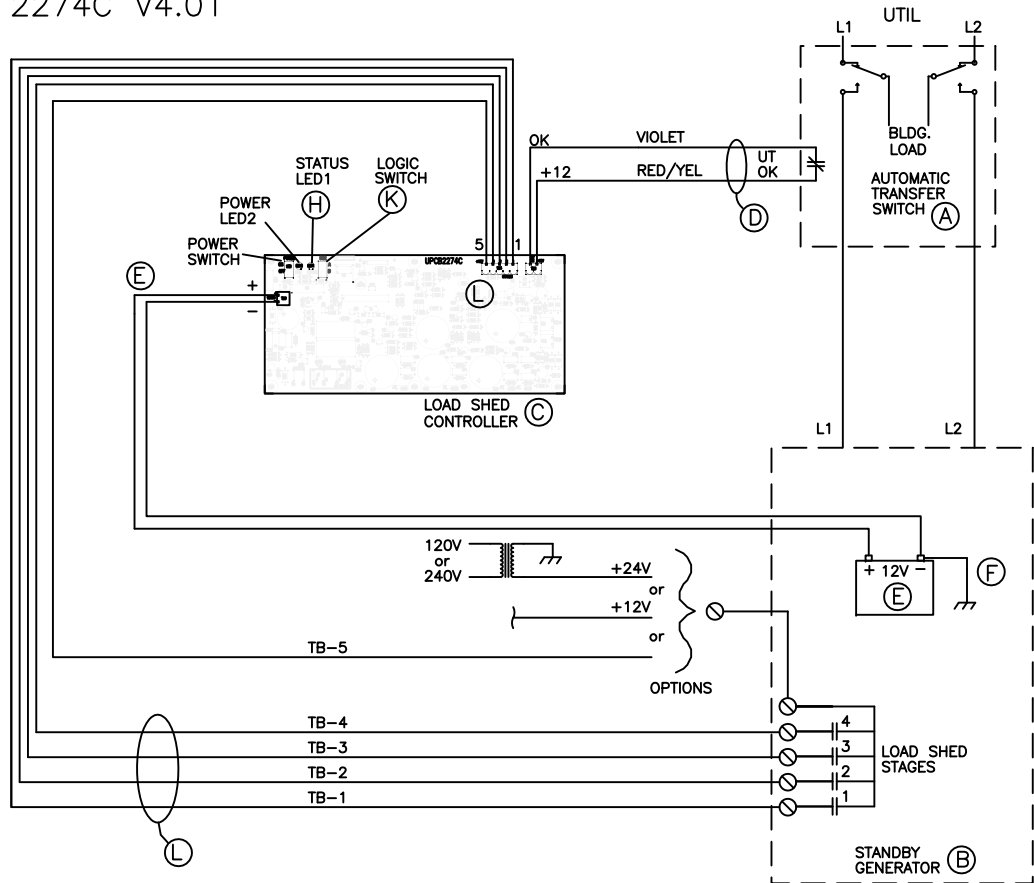 2274C V4.01
UTIL
L1
L2
BLDG.
LOAD
AUTOMATIC
TRANSFER
SWITCH A
OK
VIOLET
+12
RED/YEL
UT
OK
D
STATUS
LED1
H
LOGIC
SWITCH
K
POWER
LED2
POWER
SWITCH
E
+
−
5
1
UPCB2274C
L
LOAD SHED
CONTROLLER C
L1
L2
120V
or
240V
+24V
or
+12V
or
TB−5
OPTIONS
+ 12V −
E
F
TB−4
TB−3
TB−2
TB−1
4
3
2
1
LOAD SHED
STAGES
L
STANDBY
GENERATOR B